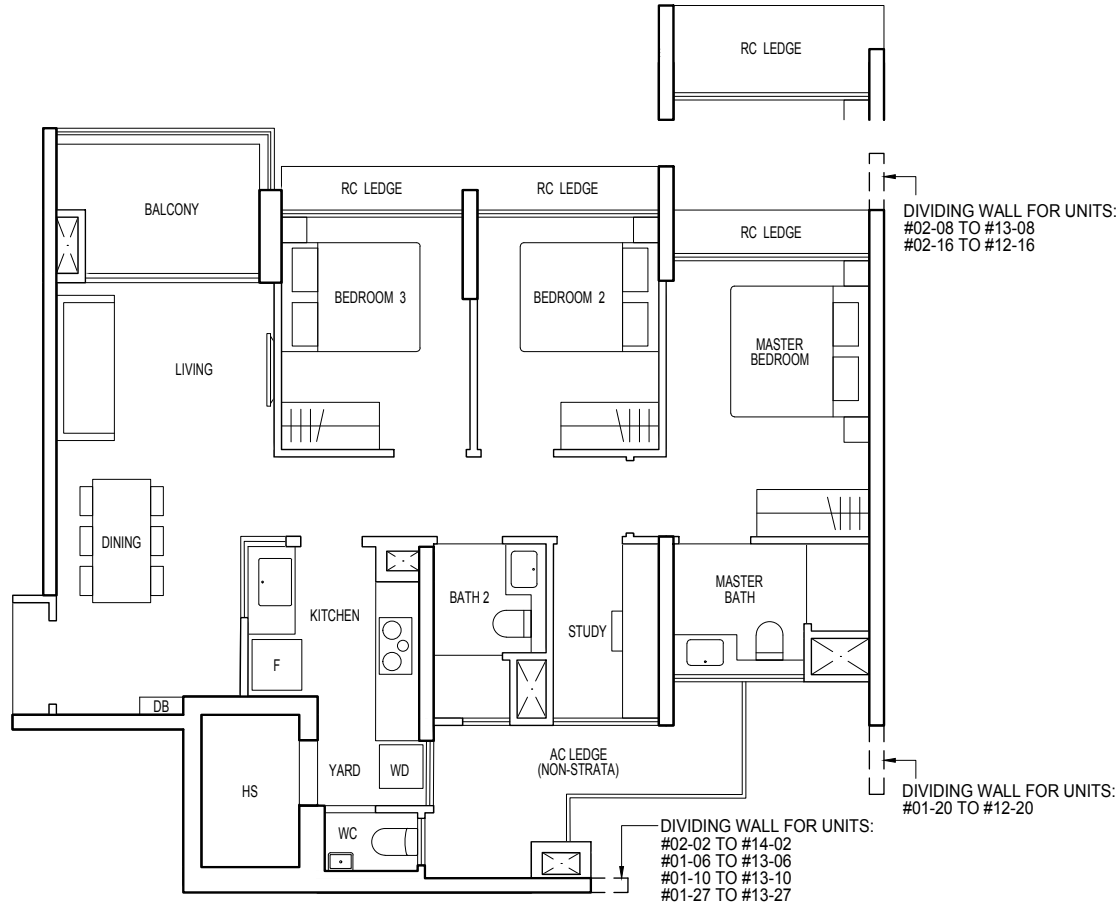 RC LEDGE
DIVIDING WALL FOR UNITS:
#02-08 TO #13-08
#02-16 TO #12-16
BALCONY
RC LEDGE
RC LEDGE
RC LEDGE
BEDROOM 3
BEDROOM 2
MASTER
BEDROOM
LIVING
DINING
KITCHEN
BATH 2
STUDY
MASTER
BATH
F
DB
HS
YARD
WD
WC
AC LEDGE
(NON-STRATA)
DIVIDING WALL FOR UNITS:
#01-20 TO #12-20
DIVIDING WALL FOR UNITS:
#02-02 TO #14-02
#01-06 TO #13-06
#01-10 TO #13-10
#01-27 TO #13-27